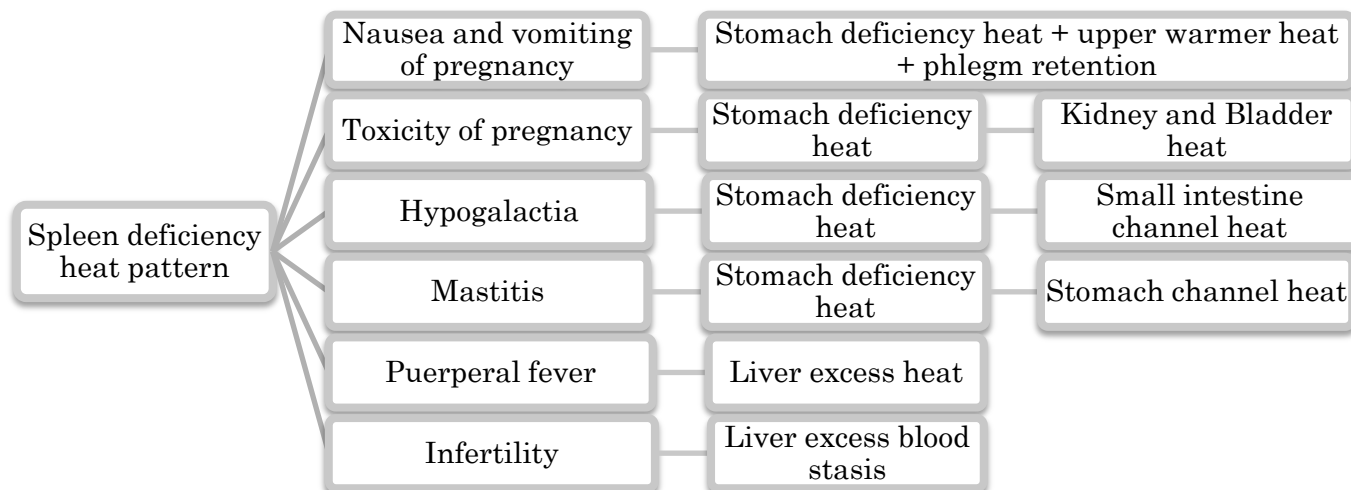 Spleen deficiency
heat pattern
Nausea and vomiting
of pregnancy
Stomach deficiency heat + upper warmer heat
+ phlegm retention
Toxicity of pregnancy
Stomach deficiency
heat
Kidney and Bladder
heat
Hypogalactia
Stomach deficiency
heat
Small intestine
channel heat
Mastitis
Stomach deficiency
heat
Stomach channel heat
Puerperal fever
Liver excess heat
Infertility
Liver excess blood
stasis